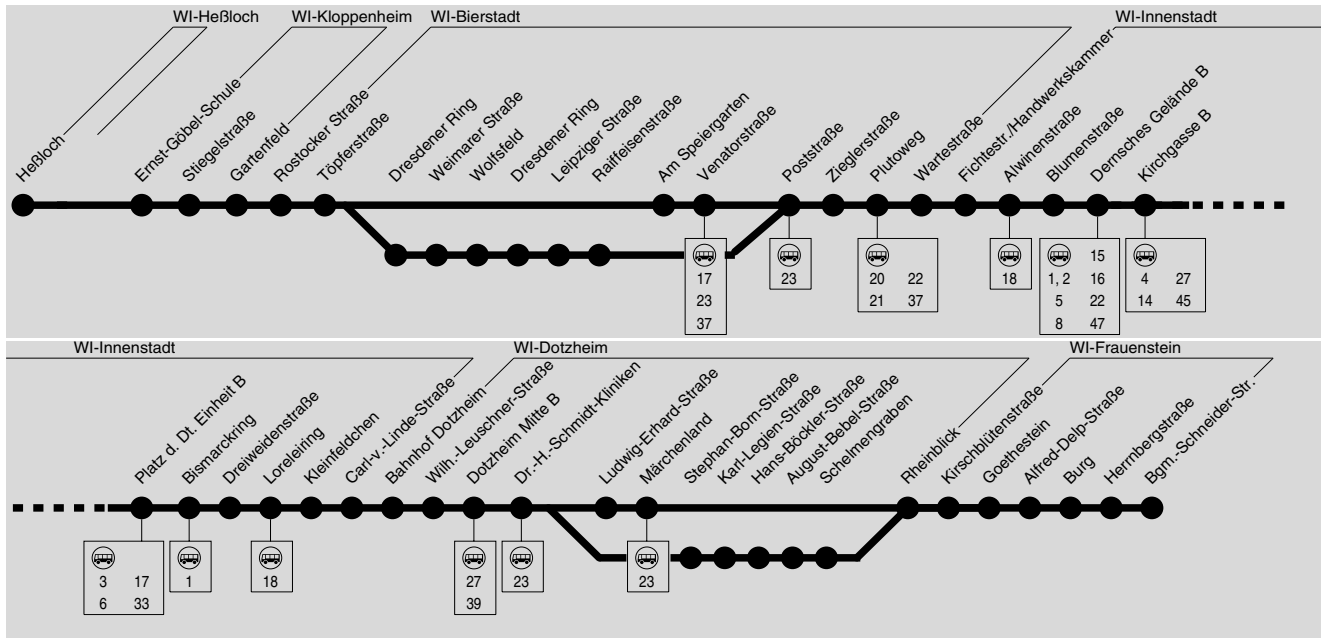 WI-Heßloch
WI-Kloppenheim
WI-Bierstadt
WI-Innenstadt
Heßloch
Ernst-Göbel-Schule
Stiegelstraße
Gartenfeld
Rostocker Straße
Töpferstraße
Dresdener Ring
Weimarer Straße
Wolfsfeld
Dresdener Ring
Leipziger Straße
Raiffeisenstraße
Am Speiergarten
Venatorstraße
Poststraße
Zieglerstraße
Plutoweg
Wartestraße
Fichtestr./Handwerkskammer
Alwinenstraße
Blumenstraße
Dernsches Gelände B
Kirchgasse B
17
23
37
23
20 22
21 37
18
15
1, 2 16
5 22
8 47
4 27
14 45
WI-Innenstadt
WI-Dotzheim
WI-Frauenstein
Platz d. Dt. Einheit B
Bismarckring
Dreiweidenstraße
Loreleiring
Kleinfeldchen
Carl-v.-Linde-Straße
Bahnhof Dotzheim
Wilh.-Leuschner-Straße
Dotzheim Mitte B
Dr.-H.-Schmidt-Kliniken
Ludwig-Erhard-Straße
Märchenland
Stephan-Born-Straße
Karl-Legien-Straße
Hans-Böckler-Straße
August-Bebel-Straße
Schelmengraben
Rheinblick
Kirschblütenstraße
Goethestein
Alfred-Delp-Straße
Burg
Herrnbergstraße
Bgm.-Schneider-Str.
3 17
6 33
1
18
27
39
23
23